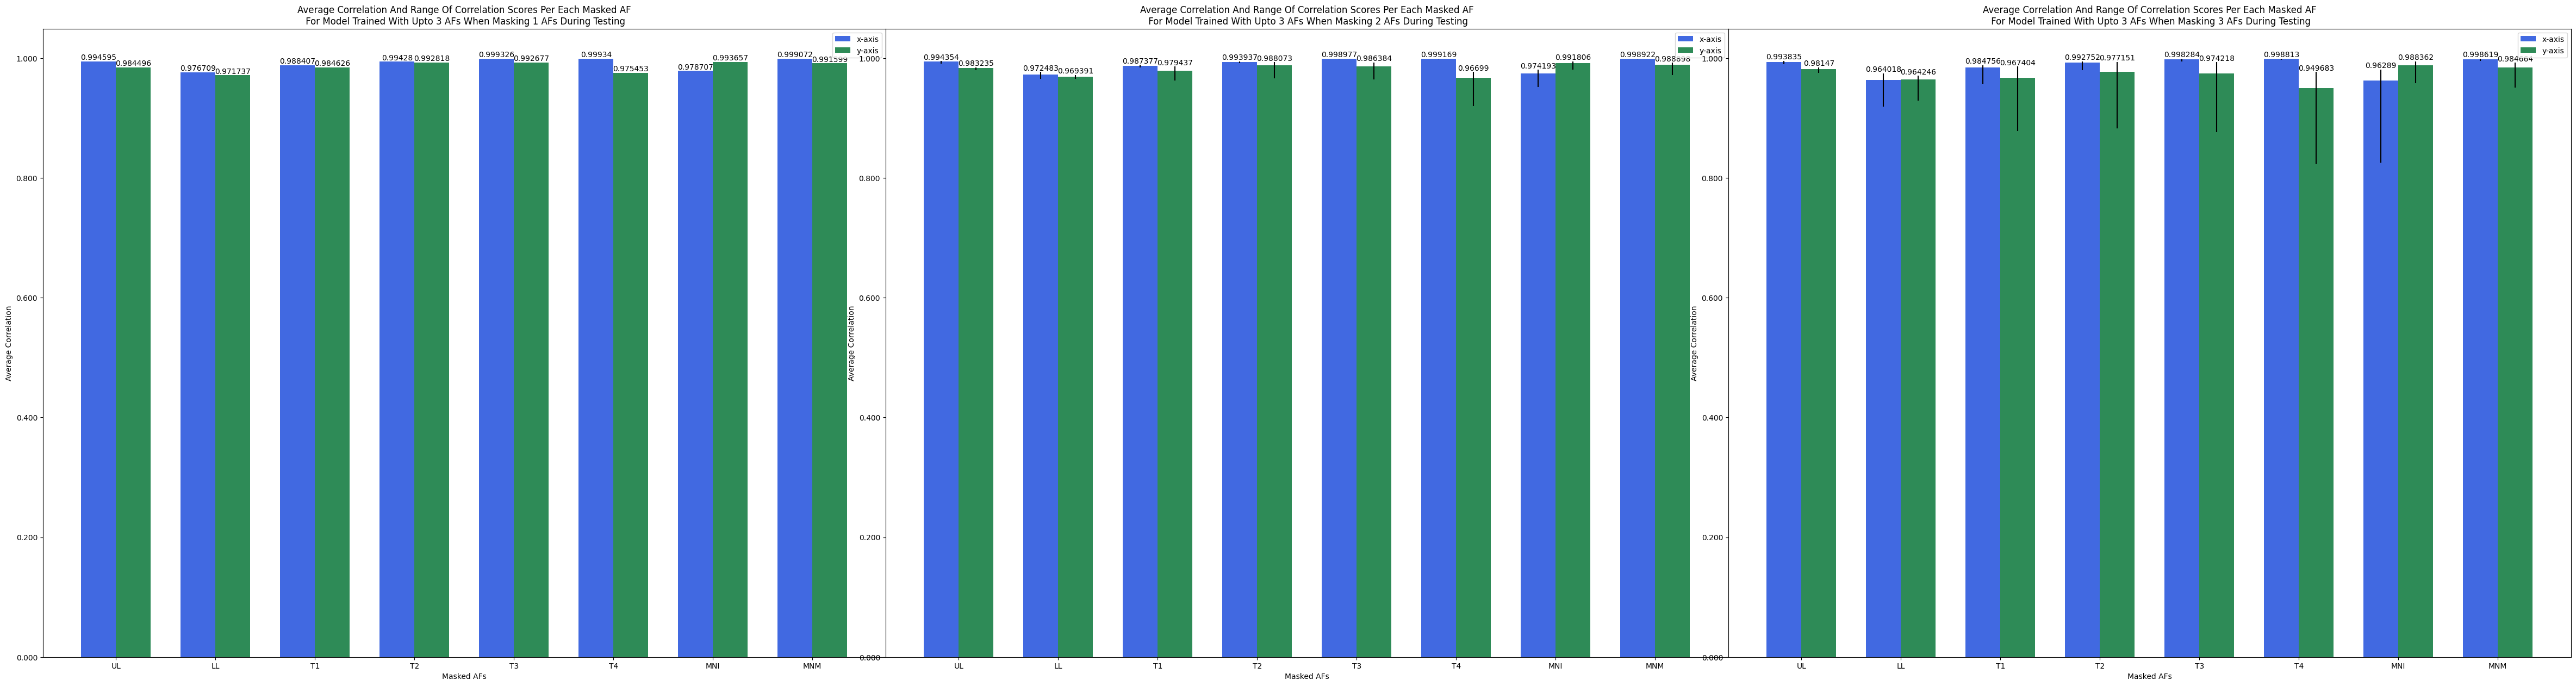 Average Correlation And Range Of Correlation Scores Per Each Masked AF
For Model Trained With Upto 3 AFs When Masking 1 AFs During Testing
x-axis
y-axis
0.994595 0.984496 0.976709 0.971737 0.988407 0.984626 0.99428 0.992818 0.999326 0.992677 0.99934 0.975453 0.978707 0.993657 0.999072 0.991599
1.000
0.800
0.600
0.400
0.200
0.000
Average Correlation
UL LL T1 T2 T3 T4 MNI MNM
Masked AFs
Average Correlation And Range Of Correlation Scores Per Each Masked AF
For Model Trained With Upto 3 AFs When Masking 2 AFs During Testing
x-axis
y-axis
0.994354 0.983235 0.972483 0.969391 0.987377 0.979437 0.993937 0.988073 0.998977 0.986384 0.999169 0.96699 0.974193 0.991806 0.998922 0.988898
1.000
0.800
0.600
0.400
0.200
0.000
Average Correlation
UL LL T1 T2 T3 T4 MNI MNM
Masked AFs
Average Correlation And Range Of Correlation Scores Per Each Masked AF
For Model Trained With Upto 3 AFs When Masking 3 AFs During Testing
x-axis
y-axis
0.993835 0.98147 0.964018 0.964246 0.984756 0.967404 0.992752 0.977151 0.998284 0.974218 0.998813 0.949683 0.96289 0.988362 0.998619 0.984664
1.000
0.800
0.600
0.400
0.200
0.000
Average Correlation
UL LL T1 T2 T3 T4 MNI MNM
Masked AFs